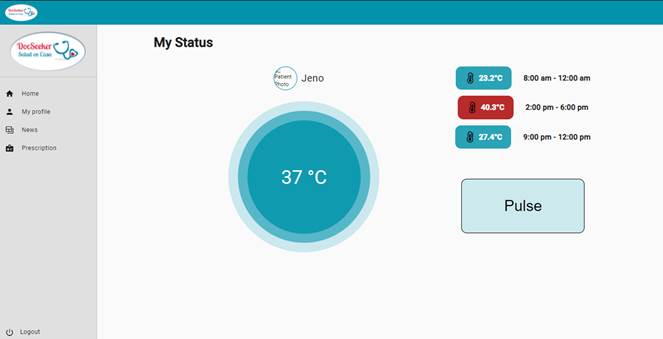 DocSeeker
Salud en Casa
DocSeeker
Salud en Casa
Home
My profile
News
Prescription
Logout
My Status
Patient
Photo
Jeno
37 °C
23.2°C 8:00 am - 12:00 am
40.3°C 2:00 pm - 6:00 pm
27.4°C 9:00 pm - 12:00 pm
Pulse